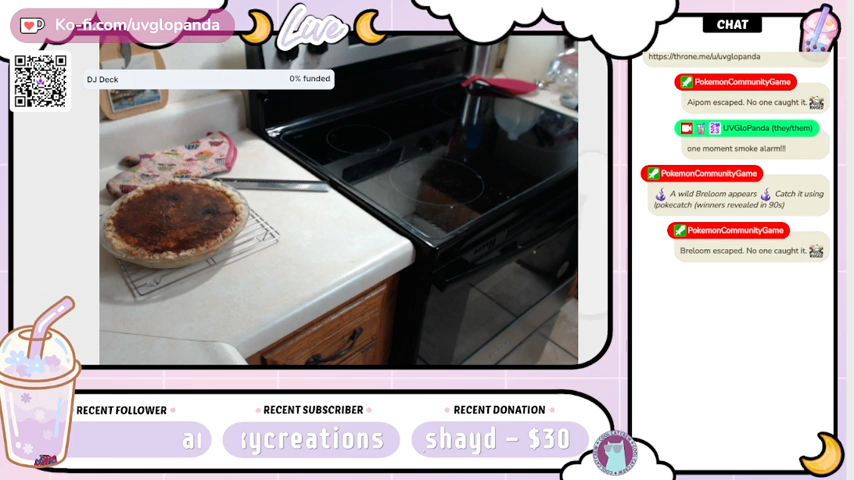 Ko-fi.com/uvglopanda
Live
DJ Deck
0% funded
CHAT
https://throne.me/u/uvglopanda
PokemonCommunityGame
Aipom escaped. No one caught it.
UVGloPanda (they/them)
one moment smoke alarm!!!
PokemonCommunityGame
A wild Breloom appears Catch it using
!pokecatch (winners revealed in 90s)
PokemonCommunityGame
Breloom escaped. No one caught it.
RECENT FOLLOWER
RECENT SUBSCRIBER
ycreations
RECENT DONATION
shayd – $30